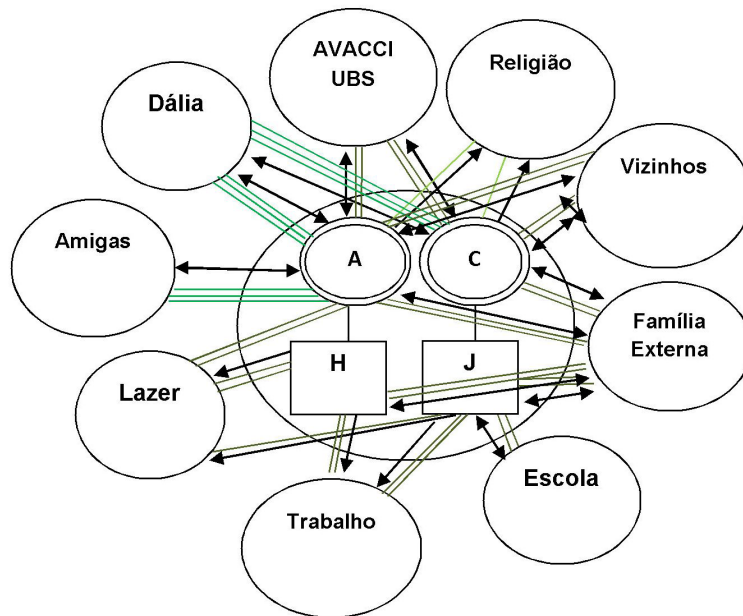 AVACCI
UBS
Religião
Dália
Vizinhos
Amigas
A
C
Família
Externa
H
J
Lazer
Escola
Trabalho